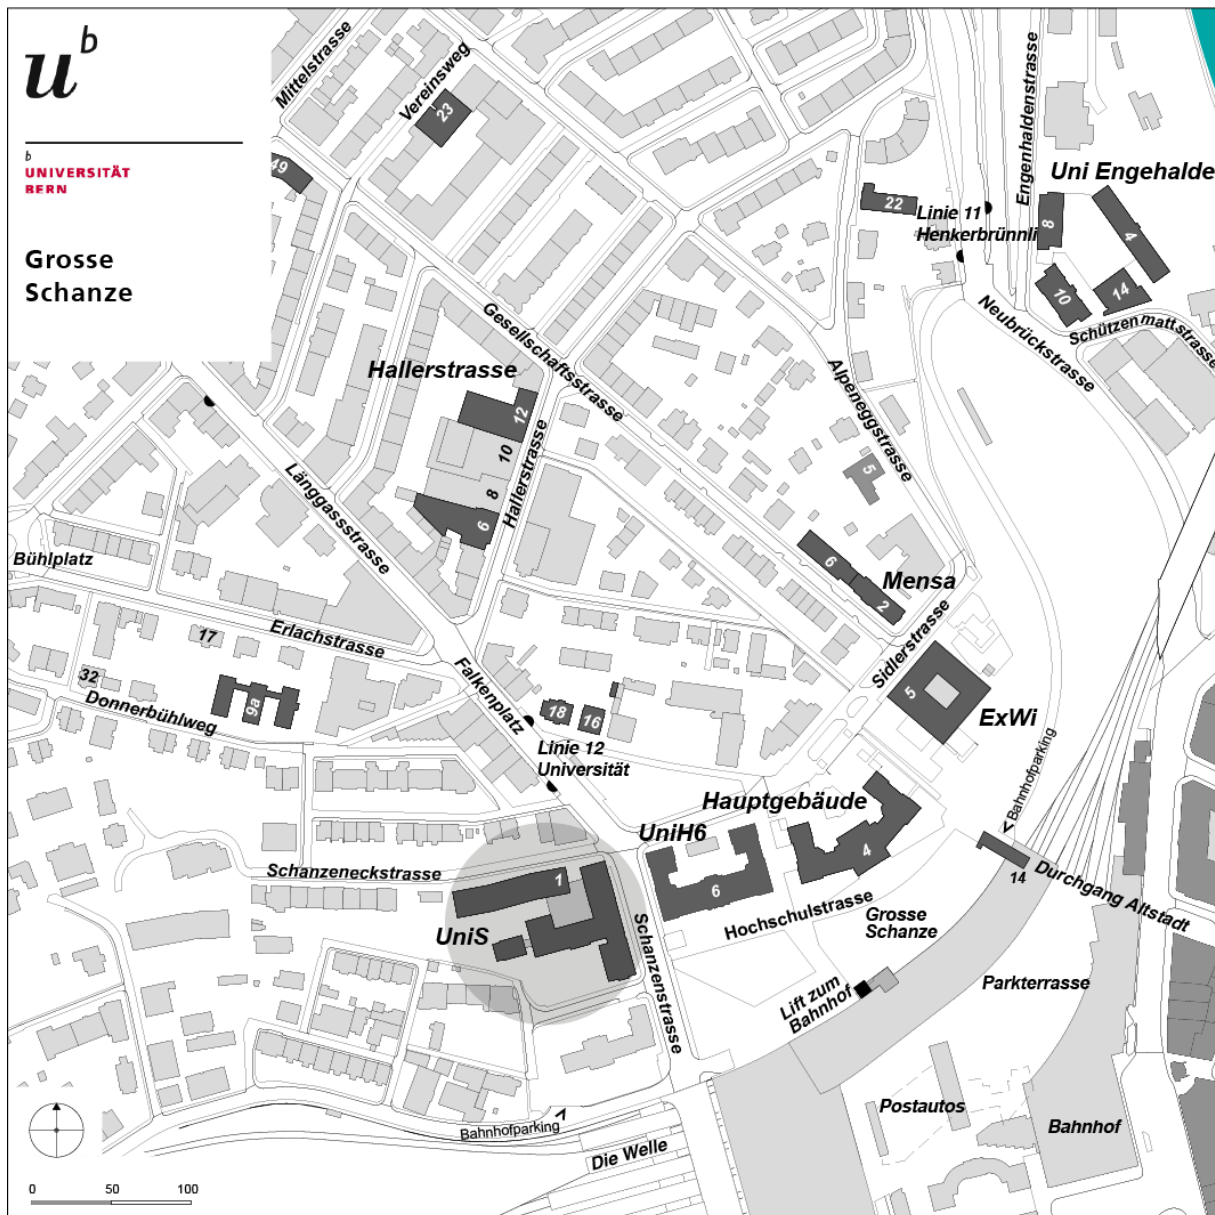 u
b
b
UNIVERSITÄT
BERN
Grosse
Schanze
Mittelstrasse
Vereinsweg
23
49
Engenhaldenstrasse
Uni Engehalde
22
Linie 11
Henkerbrünnli
8
4
10
14
Schützenmattstrasse
Neubrückstrasse
Gesellschaftsstrasse
Hallerstrasse
12
10
8
6
Hallerstrasse
Alpeneggstrasse
5
Länggassstrasse
Bühlplatz
6
2
Mensa
Sidlerstrasse
17
Erlachstrasse
32
9a
Donnerbühlweg
Falkenplatz
18
16
Linie 12
Universität
5
ExWi
< Bahnhofparking
Hauptgebäude
UniH6
4
6
14
Durchgang Altstadt
Schanzeneckstrasse
1
UniS
Hochschulstrasse
Grosse
Schanze
Schanzenstrasse
Lift zum
Bahnhof
Parkterrasse
Postautos
Bahnhof
Bahnhofparking >
Die Welle
0 50 100